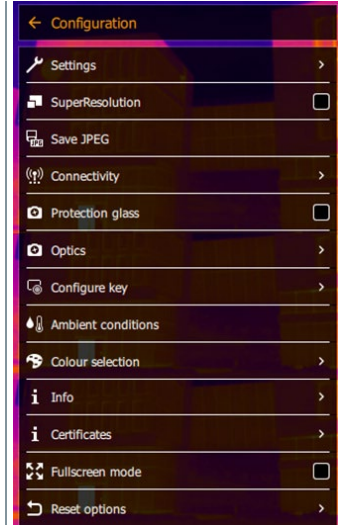 Configuration
Settings
SuperResolution
JPG Save JPEG
Connectivity
Protection glass
Optics
Configure key
Ambient conditions
Colour selection
i Info
i Certificates
Fullscreen mode
Reset options